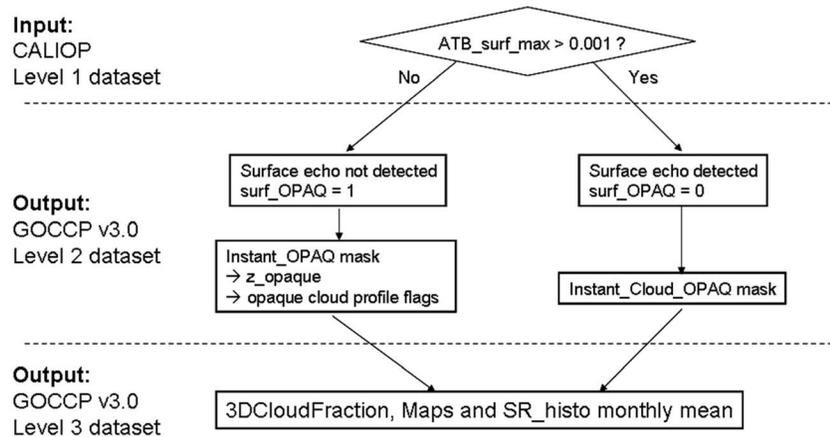 Input:
CALIOP
Level 1 dataset
ATB_surf_max > 0.001 ?
No
Yes
Output:
GOCCP v3.0
Level 2 dataset
Surface echo not detected
surf_OPAQ = 1
Surface echo detected
surf_OPAQ = 0
Instant_OPAQ mask
→ z_opaque
→ opaque cloud profile flags
Instant_Cloud_OPAQ mask
Output:
GOCCP v3.0
Level 3 dataset
3DCloudFraction, Maps and SR_histo monthly mean